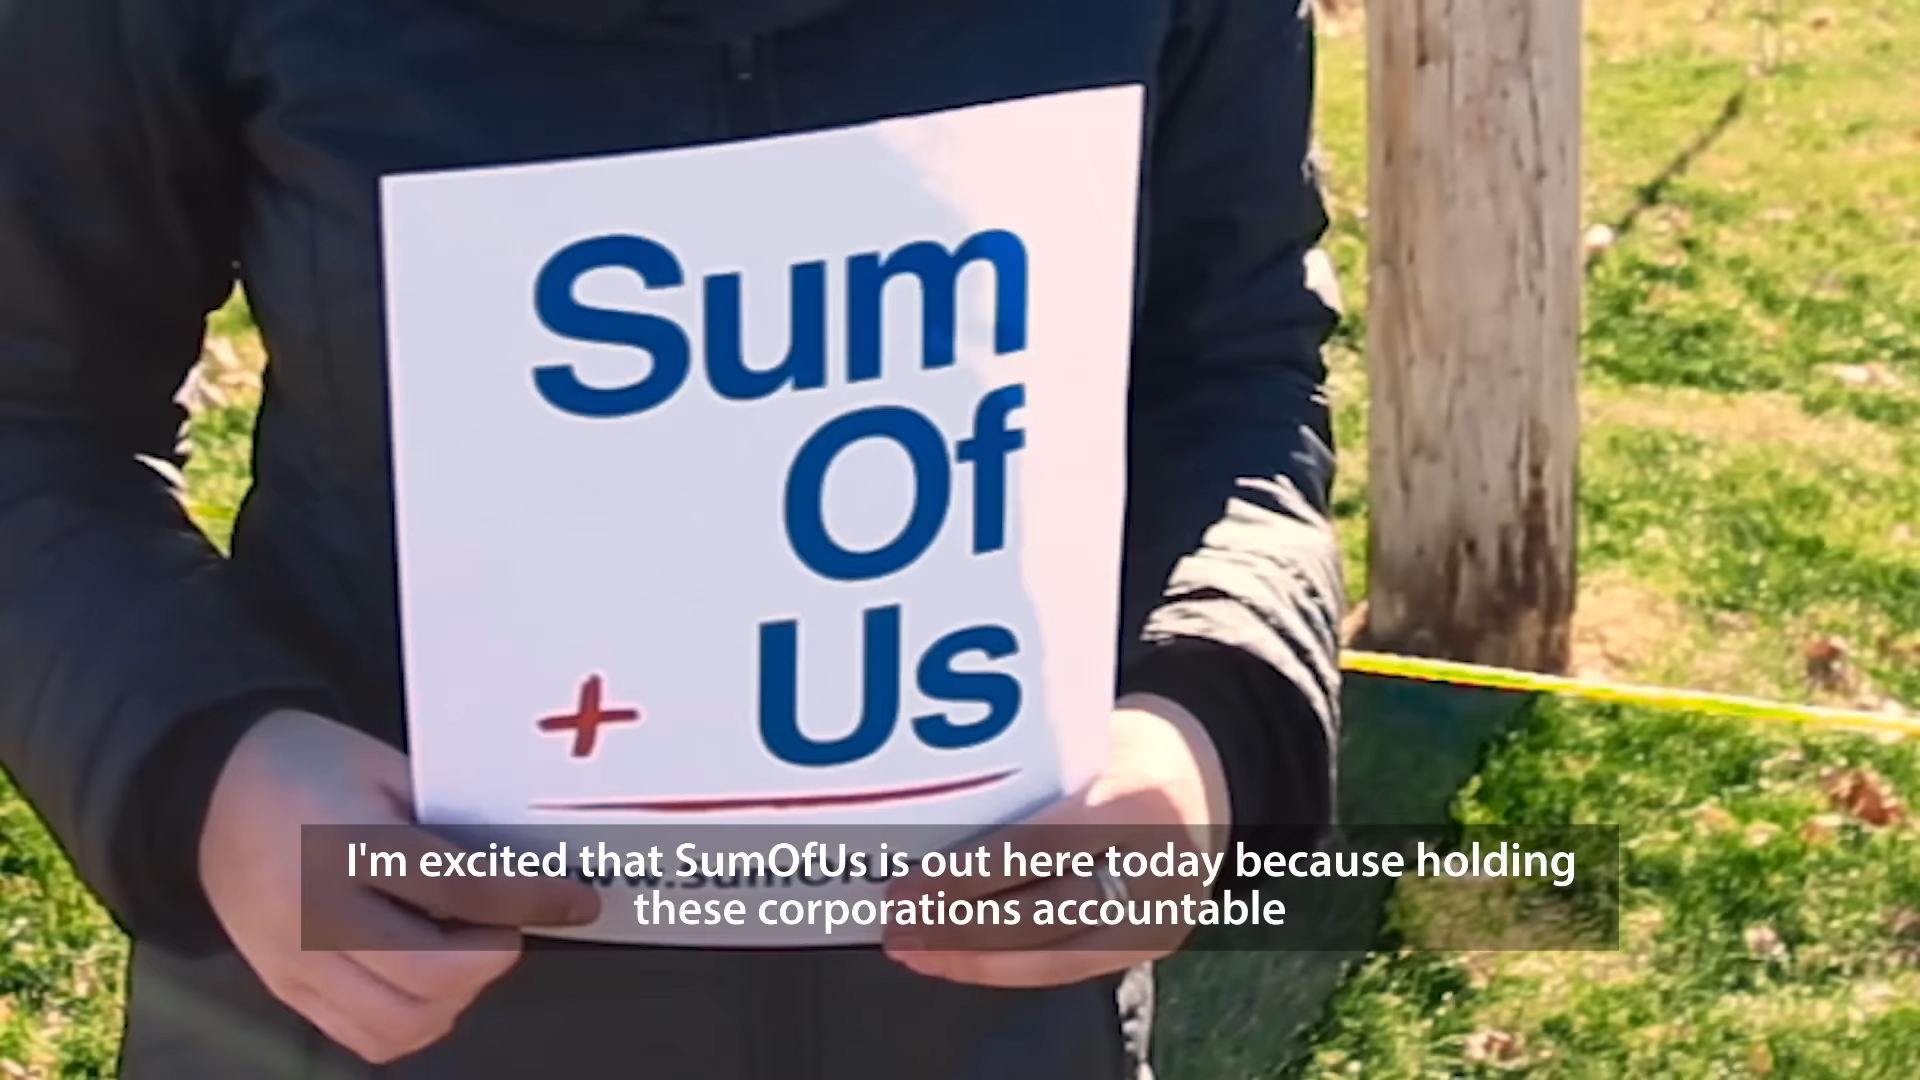 Sum
Of
+ Us
I'm excited that SumOfUs is out here today because holding
these corporations accountable